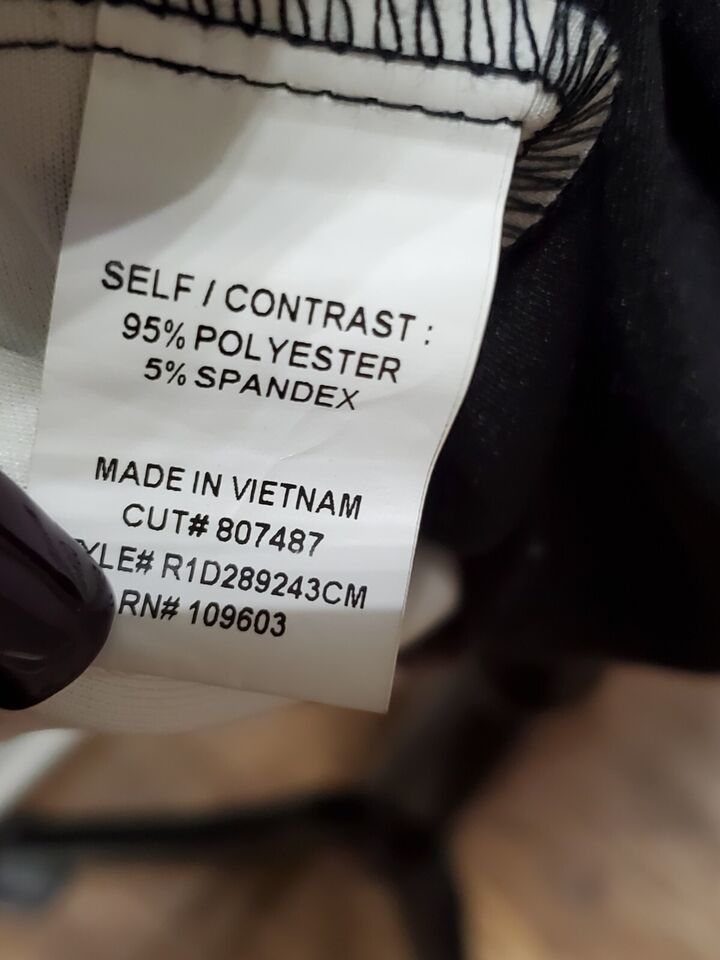 SELF / CONTRAST :
95% POLYESTER
5% SPANDEX
MADE IN VIETNAM
CUT# 807487
YLE# R1D289243CM
RN# 109603